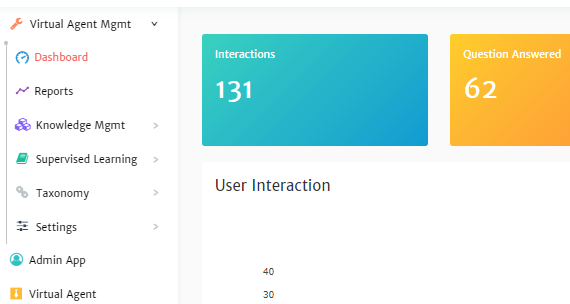 Virtual Agent Mgmt
Dashboard
Reports
Knowledge Mgmt
Supervised Learning
Taxonomy
Settings
Admin App
Virtual Agent
Interactions
131
Question Answered
62
User Interaction
40
30